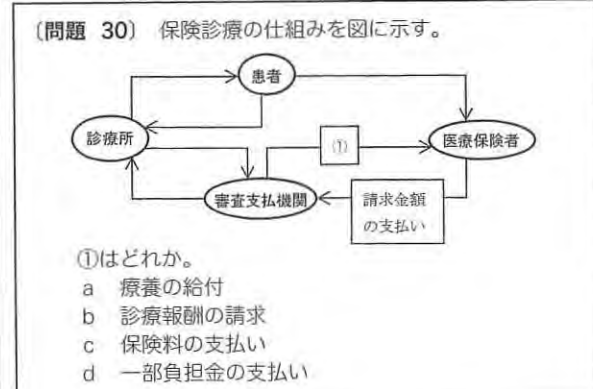 〔問題 30〕 保険診療の仕組みを図に示す。
患者
診療所
①
医療保険者
審査支払機関
請求金額
の支払い
①はどれか。
a 療養の給付
b 診療報酬の請求
c 保険料の支払い
d 一部負担金の支払い